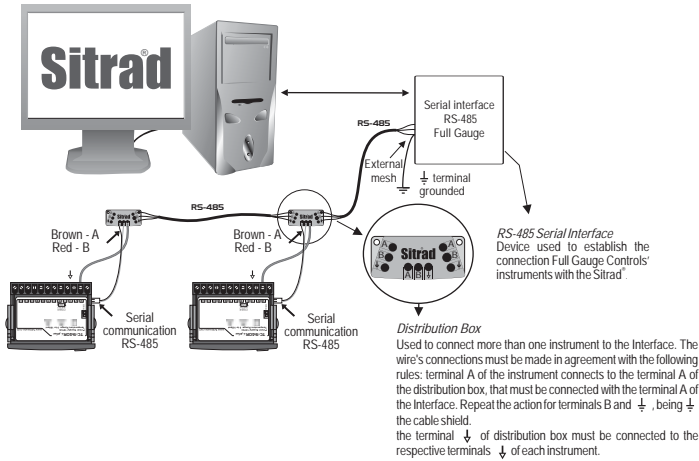 Sitrad®
Serial interface
RS-485
Full Gauge
RS-485
External
mesh
⏚ terminal
grounded
RS-485
Sitrad
Sitrad
Brown - A
Red - B
Brown - A
Red - B
A A
B Sitrad B
A B
Serial
communication
RS-485
Serial
communication
RS-485
RS-485 Serial Interface
Device used to establish the
connection Full Gauge Controls'
instruments with the Sitrad®.
Distribution Box
Used to connect more than one instrument to the Interface. The
wire's connections must be made in agreement with the following
rules: terminal A of the instrument connects to the terminal A of
the distribution box, that must be connected with the terminal A of
the Interface. Repeat the action for terminals B and ⏚ , being ⏚
the cable shield.
the terminal ↓ of distribution box must be connected to the
respective terminals ↓ of each instrument.